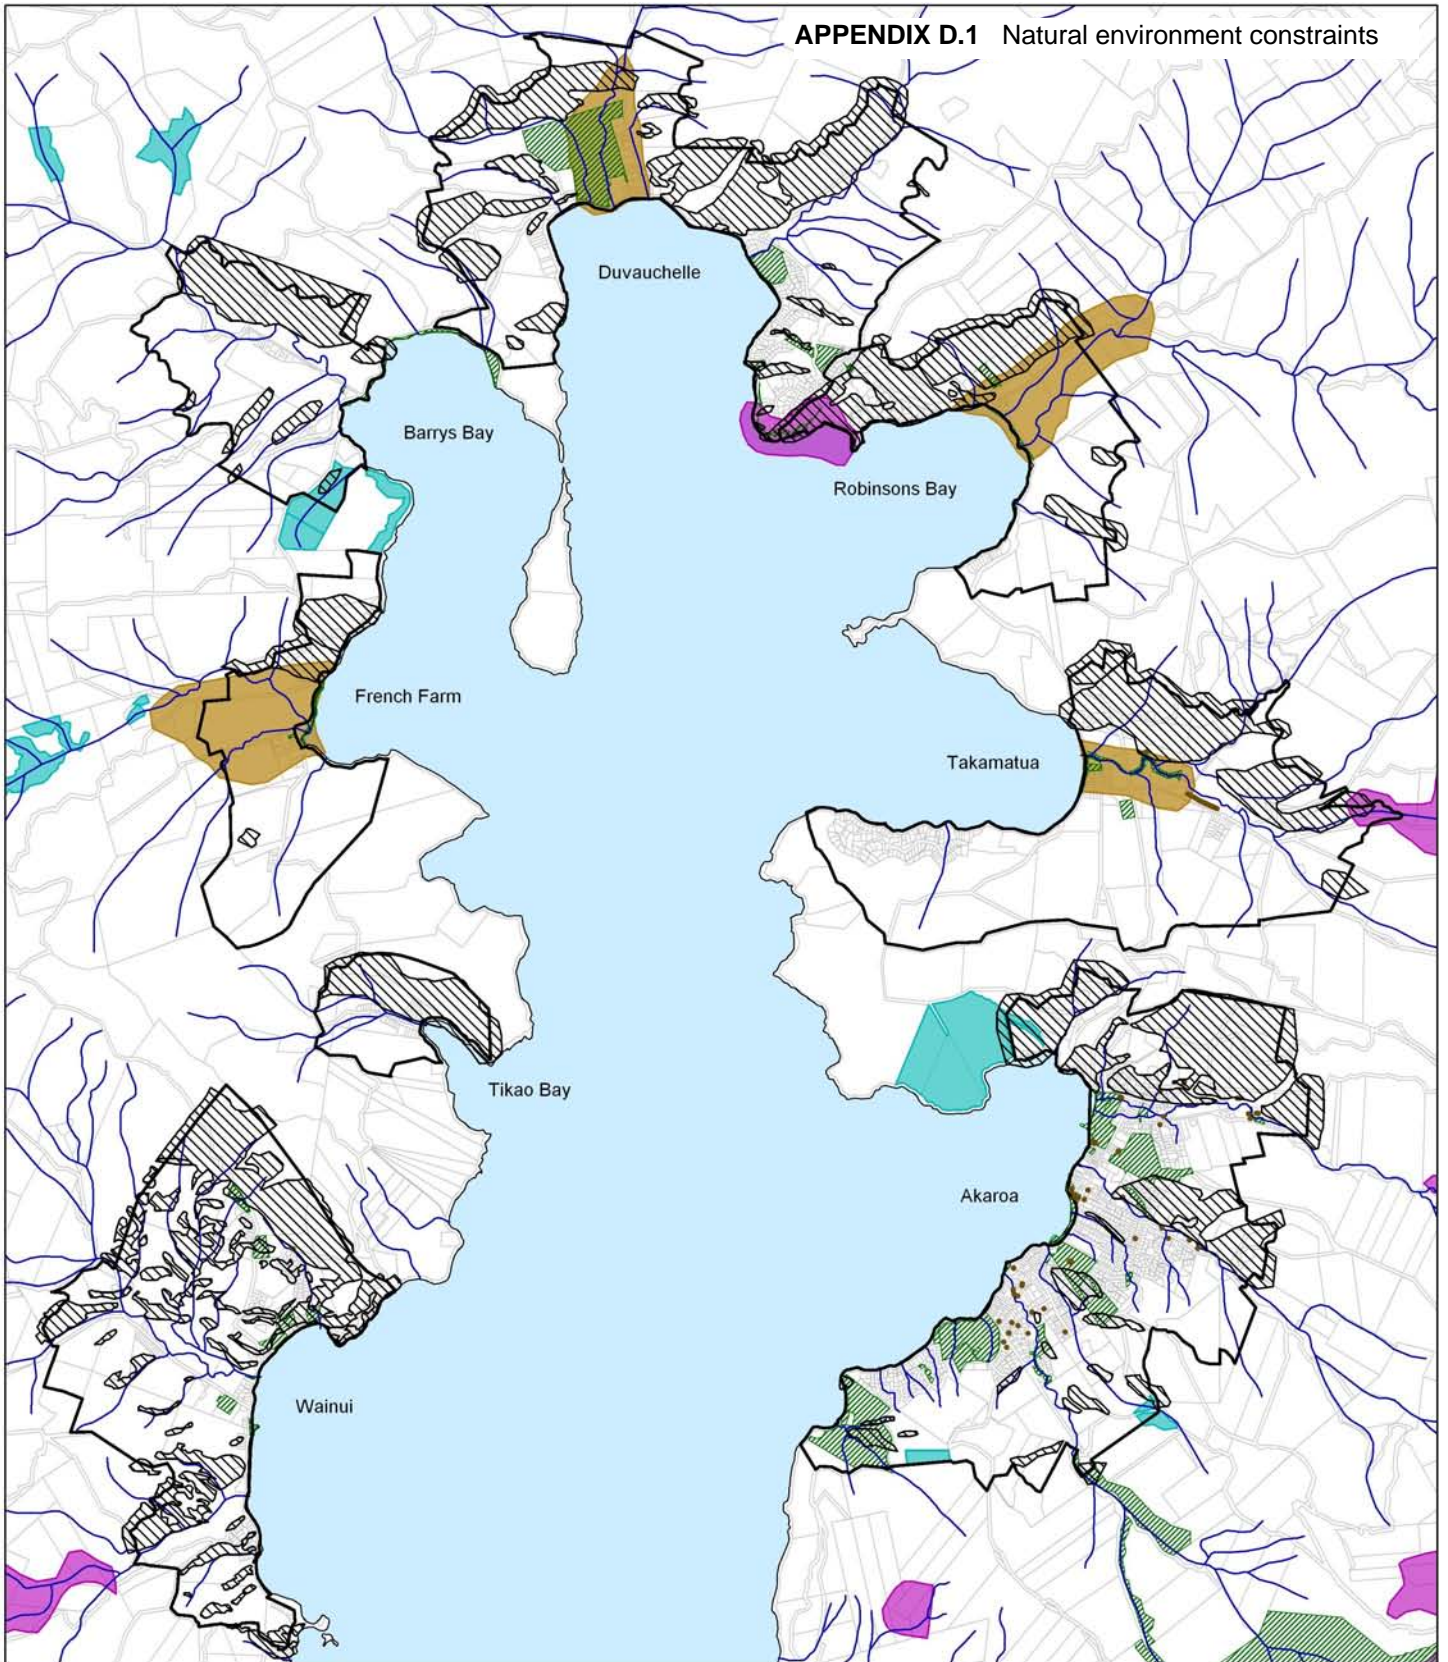 APPENDIX D.1 Natural environment constraints
Duvauchelle
Barrys Bay
Robinsons Bay
French Farm
Takamatua
Tikao Bay
Akaroa
Wainui